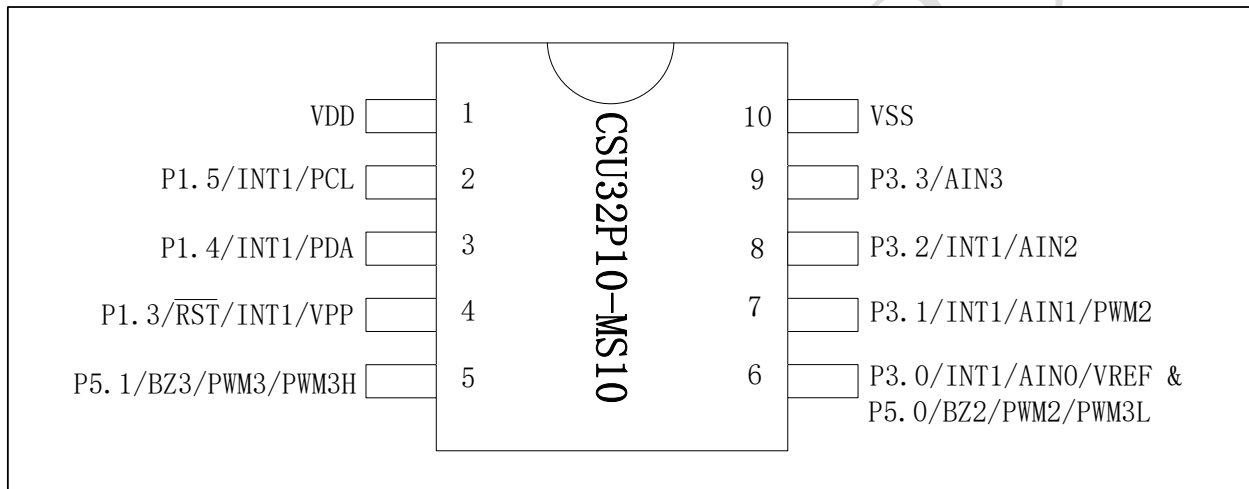 VDD 1 10 VSS
P1.5/INT1/PCL 2 9 P3.3/AIN3
P1.4/INT1/PDA 3 8 P3.2/INT1/AIN2
P1.3/R̅S̅T̅/INT1/VPP 4 7 P3.1/INT1/AIN1/PWM2
P5.1/BZ3/PWM3/PWM3H 5 6 P3.0/INT1/AIN0/VREF &
P5.0/BZ2/PWM2/PWM3L
CSU32P10-MS10